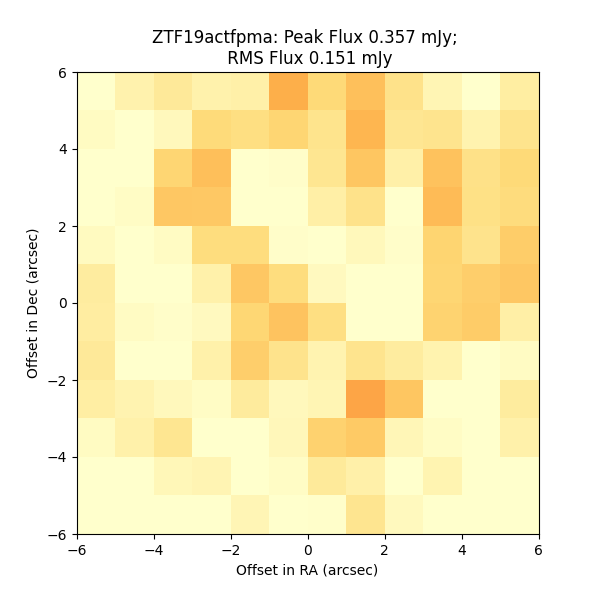 ZTF19actfpma: Peak Flux 0.357 mJy;
RMS Flux 0.151 mJy
6
4
2
0
−2
−4
−6
Offset in Dec (arcsec)
−6 −4 −2 0 2 4 6
Offset in RA (arcsec)